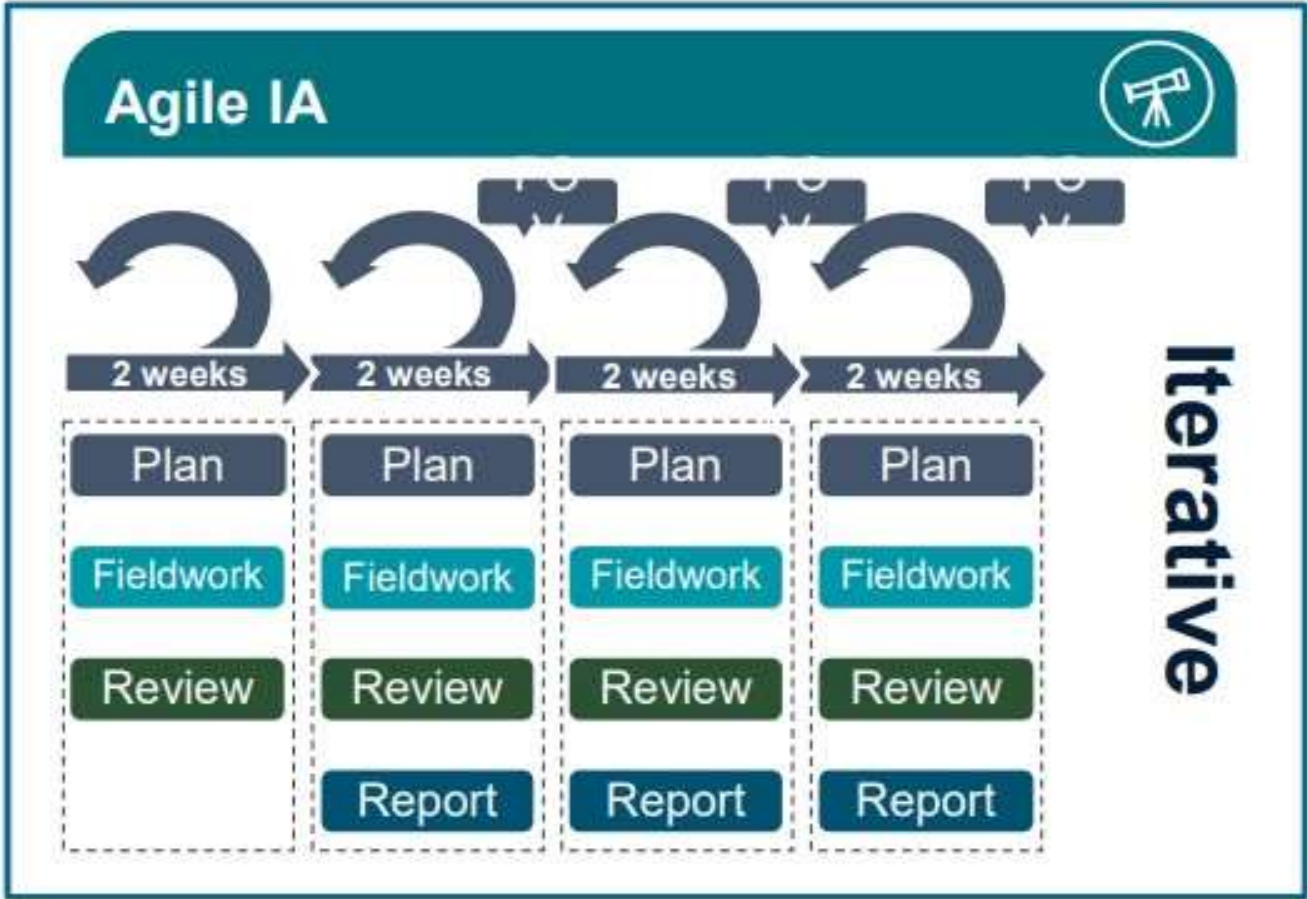 Agile IA
2 weeks
2 weeks
2 weeks
2 weeks
Plan
Plan
Plan
Plan
Fieldwork
Fieldwork
Fieldwork
Fieldwork
Review
Review
Review
Review
Report
Report
Report
Iterative